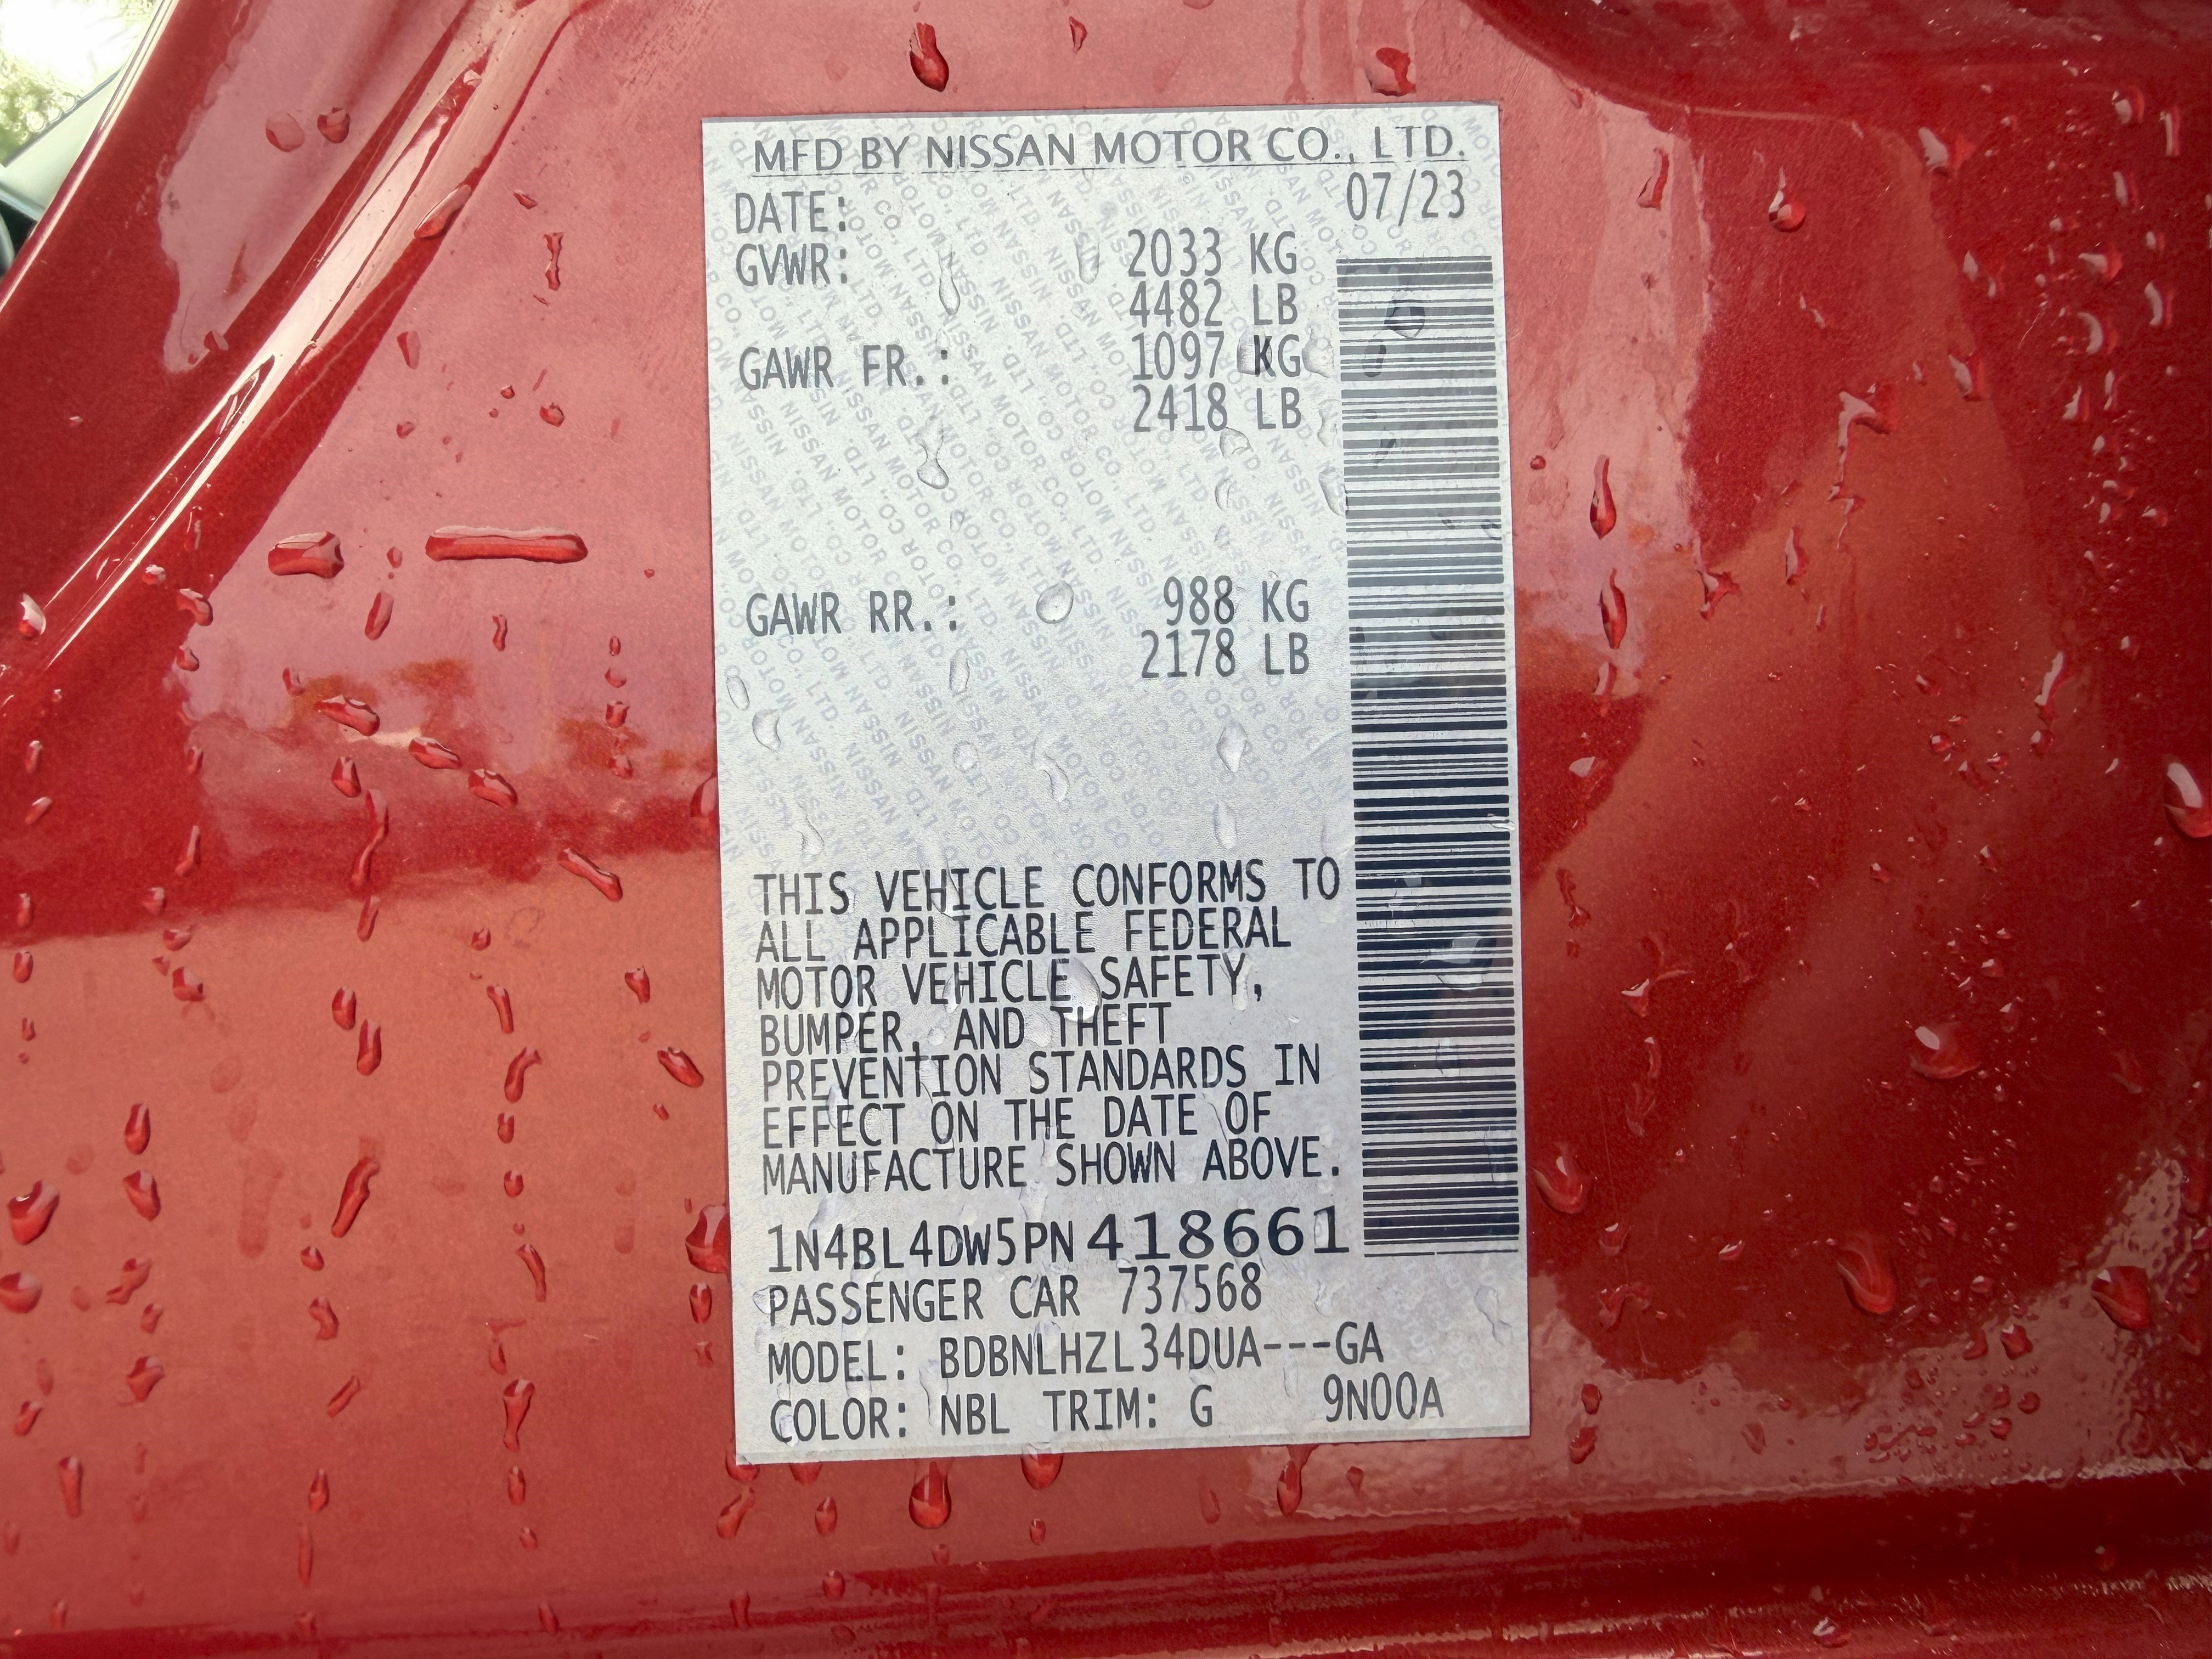 MFD BY NISSAN MOTOR CO., LTD.
DATE: 07/23
GVWR: 2033 KG
4482 LB
GAWR FR.: 1097 KG
2418 LB
GAWR RR.: 988 KG
2178 LB
THIS VEHICLE CONFORMS TO
ALL APPLICABLE FEDERAL
MOTOR VEHICLE SAFETY,
BUMPER, AND THEFT
PREVENTION STANDARDS IN
EFFECT ON THE DATE OF
MANUFACTURE SHOWN ABOVE.
1N4BL4DW5PN418661
PASSENGER CAR 737568
MODEL: BDBNLHZL34DUA---GA
COLOR: NBL TRIM: G 9N00A